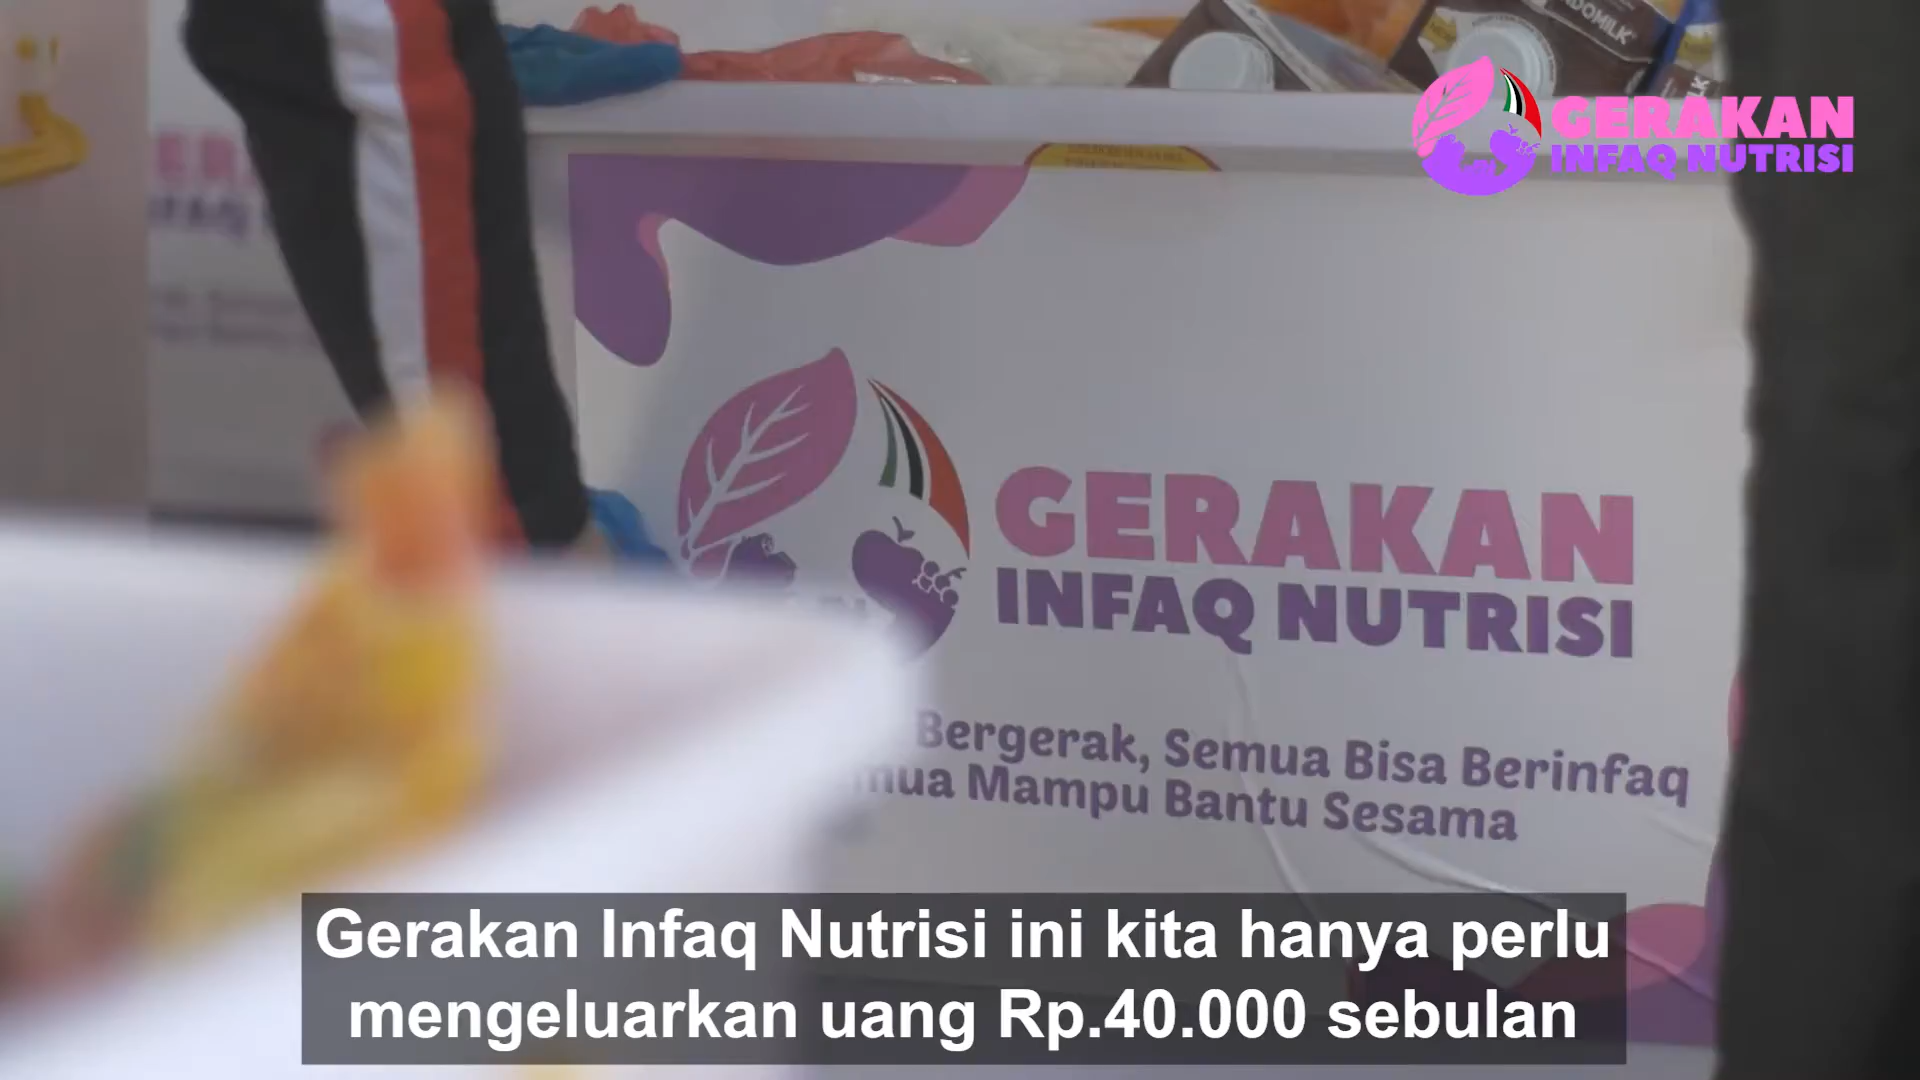 DOMILK
GERAKAN
INFAQ NUTRISI
GERAKAN
INFAQ NUTRISI
Bergerak, Semua Bisa Berinfaq
Mampu Bantu Sesama
Gerakan Infaq Nutrisi ini kita hanya perlu
mengeluarkan uang Rp.40.000 sebulan